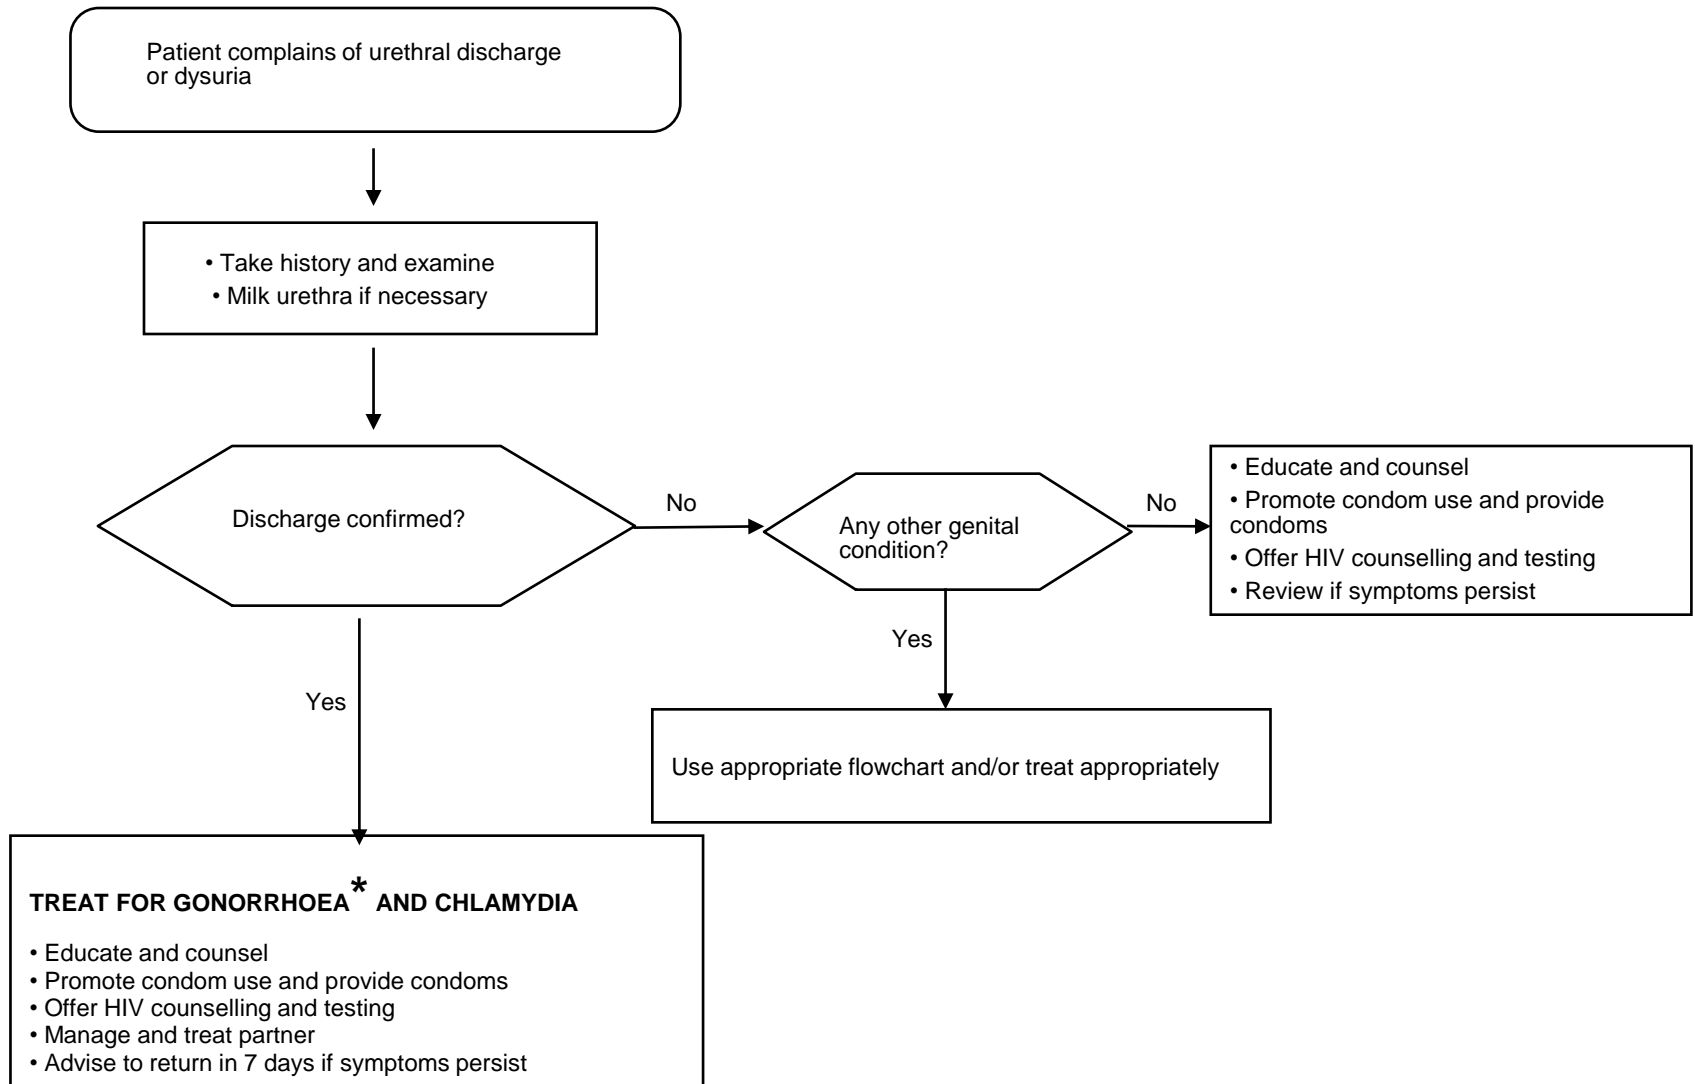 Patient complains of urethral discharge
or dysuria
• Take history and examine
• Milk urethra if necessary
Discharge confirmed?
No
Any other genital
condition?
No
• Educate and counsel
• Promote condom use and provide
condoms
• Offer HIV counselling and testing
• Review if symptoms persist
Yes
Use appropriate flowchart and/or treat appropriately
Yes
TREAT FOR GONORRHOEA* AND CHLAMYDIA
• Educate and counsel
• Promote condom use and provide condoms
• Offer HIV counselling and testing
• Manage and treat partner
• Advise to return in 7 days if symptoms persist